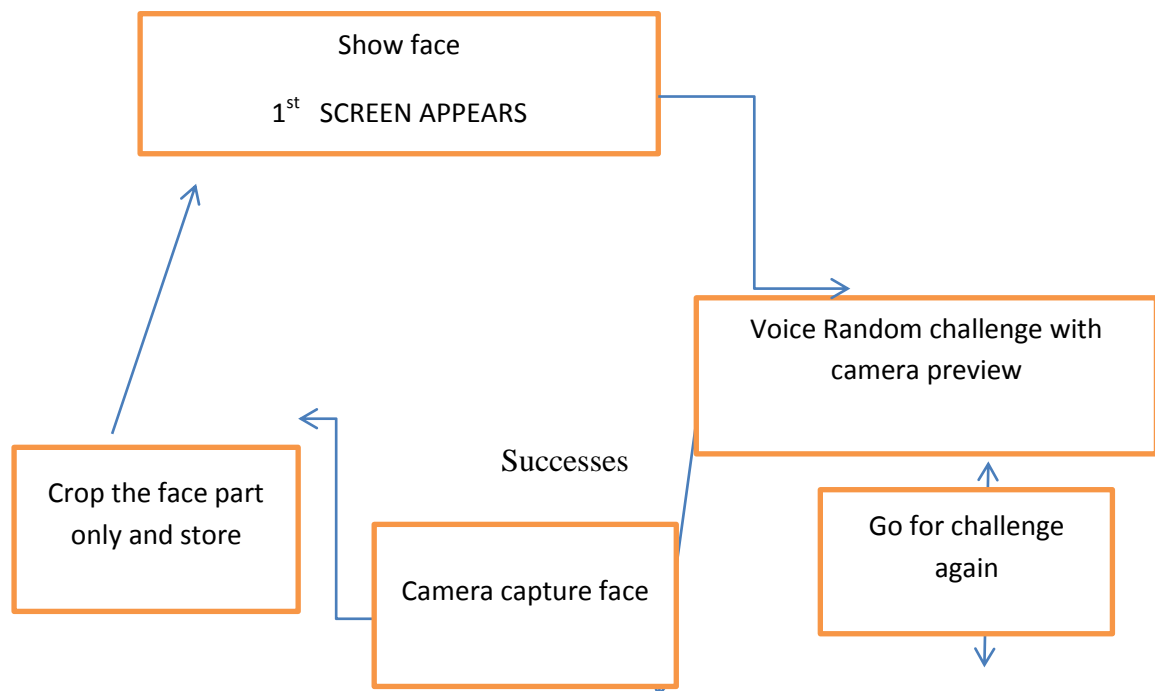 Show face
1st SCREEN APPEARS
Voice Random challenge with
camera preview
Successes
Crop the face part
only and store
Go for challenge
again
Camera capture face